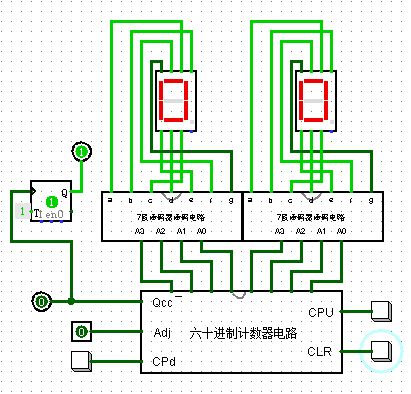 1
Q
1
T
1 en0
a b c d e f g
a b c d e f g
7段译码器译码电路
7段译码器译码电路
A3 A2 A1 A0
A3 A2 A1 A0
0
Qcc
CPU
0
Adj
六十进制计数器电路
CLR
CPd